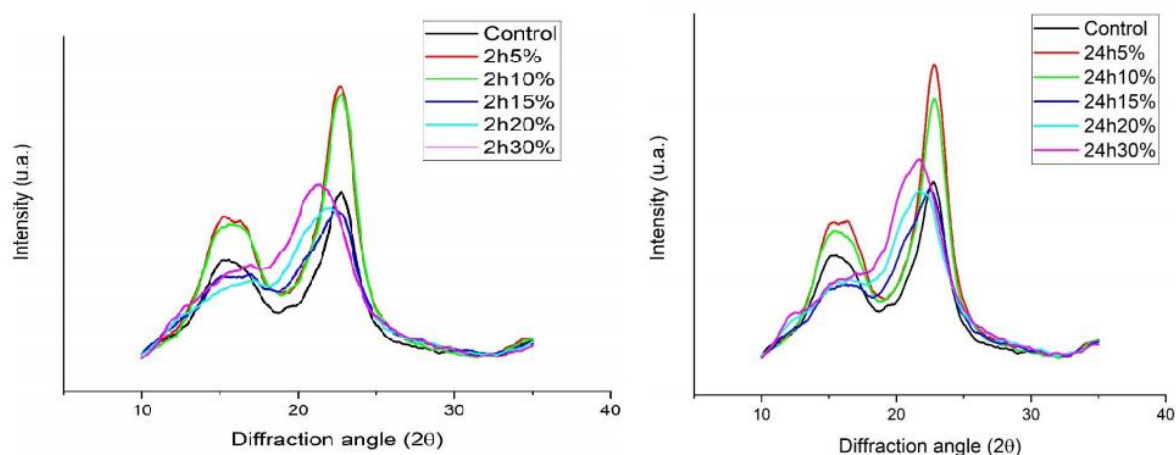 Control
2h5%
2h10%
2h15%
2h20%
2h30%
Intensity (u.a.)
10
20
30
40
Diffraction angle (2θ)
Control
24h5%
24h10%
24h15%
24h20%
24h30%
Intensity (u.a.)
10
20
30
40
Diffraction angle (2θ)